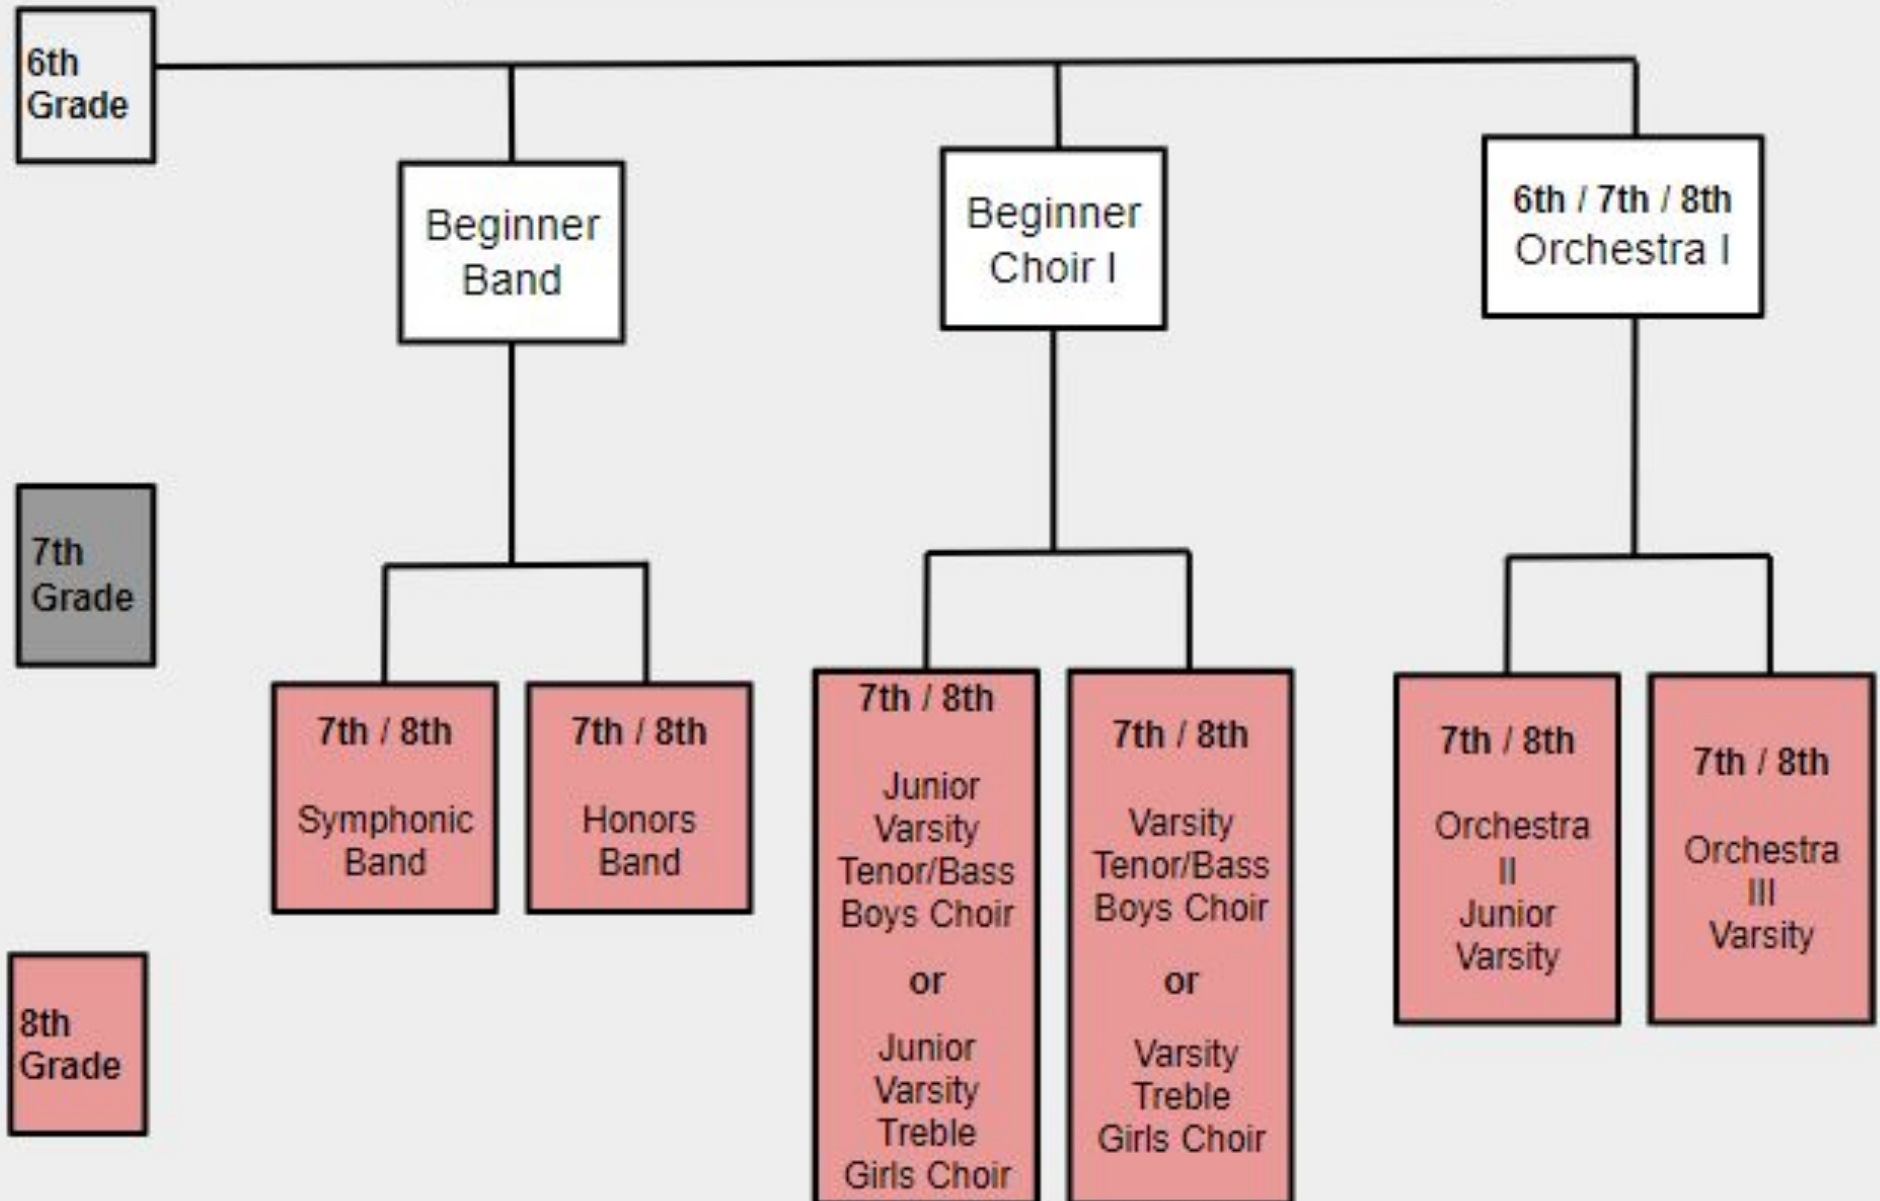 6th
Grade
Beginner
Band
Beginner
Choir I
6th / 7th / 8th
Orchestra I
7th
Grade
7th / 8th
Symphonic
Band
7th / 8th
Honors
Band
7th / 8th
Junior
Varsity
Tenor/Bass
Boys Choir
or
Junior
Varsity
Treble
Girls Choir
7th / 8th
Varsity
Tenor/Bass
Boys Choir
or
Varsity
Treble
Girls Choir
7th / 8th
Orchestra
II
Junior
Varsity
7th / 8th
Orchestra
III
Varsity
8th
Grade